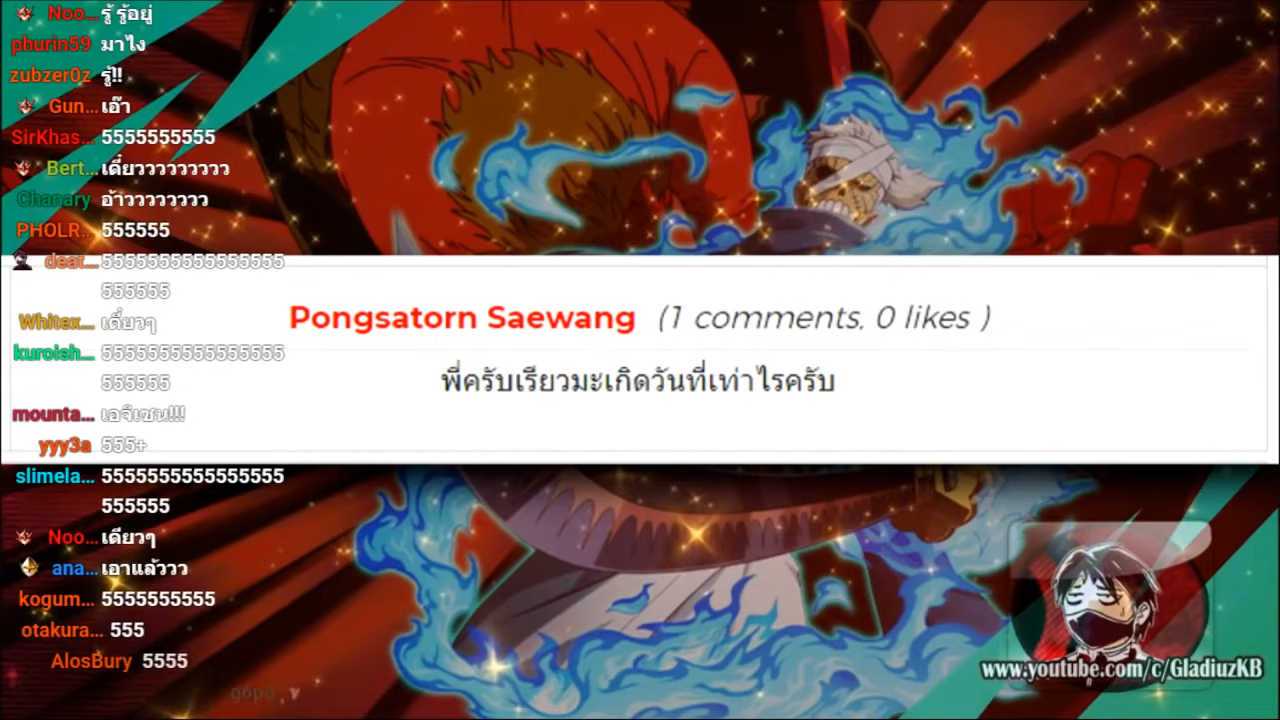 Noo... รู้ รู้อยู่
phurin59 มาไง
zubzer0z รู้!!
Gun... เอ๊า
SirKhas... 5555555555
Bert... เดี๋ยววววววววว
Chanary อ้าวววววววว
PHOLR... 555555
deat... 5555555555555555
555555
Whitex... เดี๋ยวๆ
kuroish... 5555555555555555
555555
mounta... เอจิเซน!!!
yyy3a 555+
slimela... 5555555555555555
555555
Noo... เดียวๆ
ana... เอาแล้ววว
kogum... 5555555555
otakura... 555
AlosBury 5555
g6pd
Pongsatorn Saewang (1 comments, 0 likes )
พี่ครับเรียวมะเกิดวันที่เท่าไรครับ
www.youtube.com/c/GladiuzKB